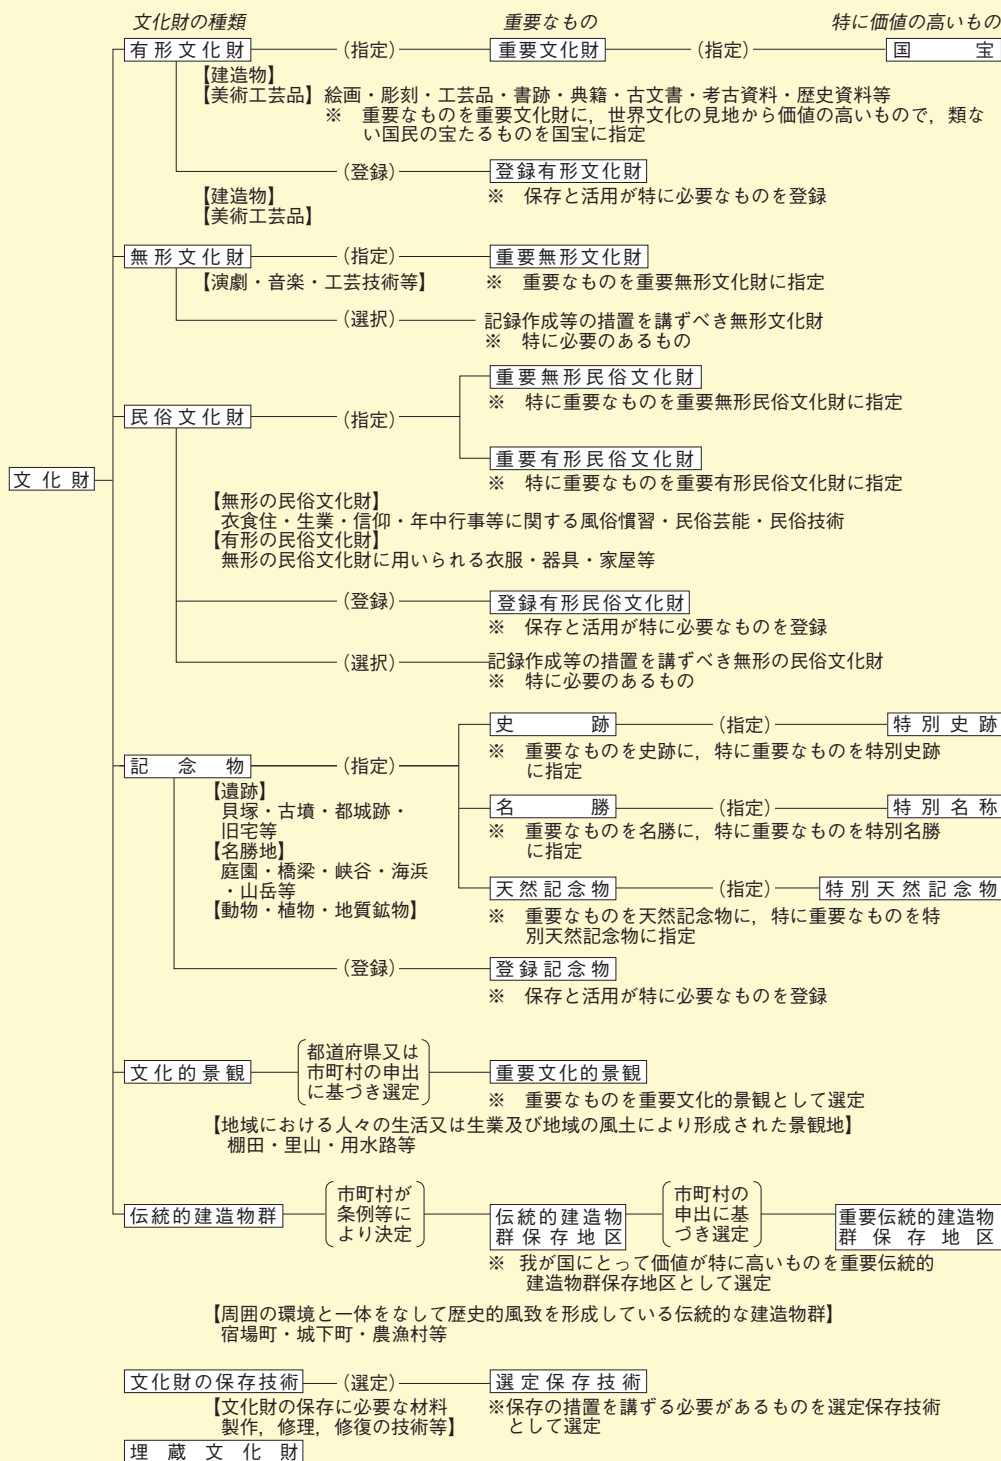 文化財の種類 重要なもの 特に価値の高いもの
有形文化財 (指定) 重要文化財 (指定) 国宝
【建造物】
【美術工芸品】絵画・彫刻・工芸品・書跡・典籍・古文書・考古資料・歴史資料等
※ 重要なものを重要文化財に，世界文化の見地から価値の高いもので，類な
い国民の宝たるものを国宝に指定
(登録) 登録有形文化財
【建造物】
【美術工芸品】
※ 保存と活用が特に必要なものを登録
無形文化財 (指定) 重要無形文化財
【演劇・音楽・工芸技術等】 ※ 重要なものを重要無形文化財に指定
(選択) 記録作成等の措置を講ずべき無形文化財
※ 特に必要のあるもの
重要無形民俗文化財
※ 特に重要なものを重要無形民俗文化財に指定
民俗文化財 (指定)
重要有形民俗文化財
※ 特に重要なものを重要有形民俗文化財に指定
文化財
【無形の民俗文化財】
衣食住・生業・信仰・年中行事等に関する風俗慣習・民俗芸能・民俗技術
【有形の民俗文化財】
無形の民俗文化財に用いられる衣服・器具・家屋等
(登録) 登録有形民俗文化財
※ 保存と活用が特に必要なものを登録
(選択) 記録作成等の措置を講ずべき無形の民俗文化財
※ 特に必要のあるもの
史跡 (指定) 特別史跡
※ 重要なものを史跡に，特に重要なものを特別史跡
に指定
記念物 (指定)
【遺跡】
貝塚・古墳・都城跡・
旧宅等
【名勝地】
庭園・橋梁・峡谷・海浜
・山岳等
【動物・植物・地質鉱物】
名勝 (指定) 特別名称
※ 重要なものを名勝に，特に重要なものを特別名勝
に指定
天然記念物 (指定) 特別天然記念物
※ 重要なものを天然記念物に，特に重要なものを特
別天然記念物に指定
(登録) 登録記念物
※ 保存と活用が特に必要なものを登録
文化的景観
都道府県又は
市町村の申出
に基づき選定
重要文化的景観
※ 重要なものを重要文化的景観として選定
【地域における人々の生活又は生業及び地域の風土により形成された景観地】
棚田・里山・用水路等
伝統的建造物群
市町村が
条例等に
より決定
伝統的建造物
群保存地区
市町村の
申出に基
づき選定
重要伝統的建造物
群保存地区
※ 我が国にとって価値が特に高いものを重要伝統的
建造物群保存地区として選定
【周囲の環境と一体をなして歴史的風致を形成している伝統的な建造物群】
宿場町・城下町・農漁村等
文化財の保存技術 (選定) 選定保存技術
【文化財の保存に必要な材料
製作，修理，修復の技術等】
※保存の措置を講ずる必要があるものを選定保存技術
として選定
埋蔵文化財